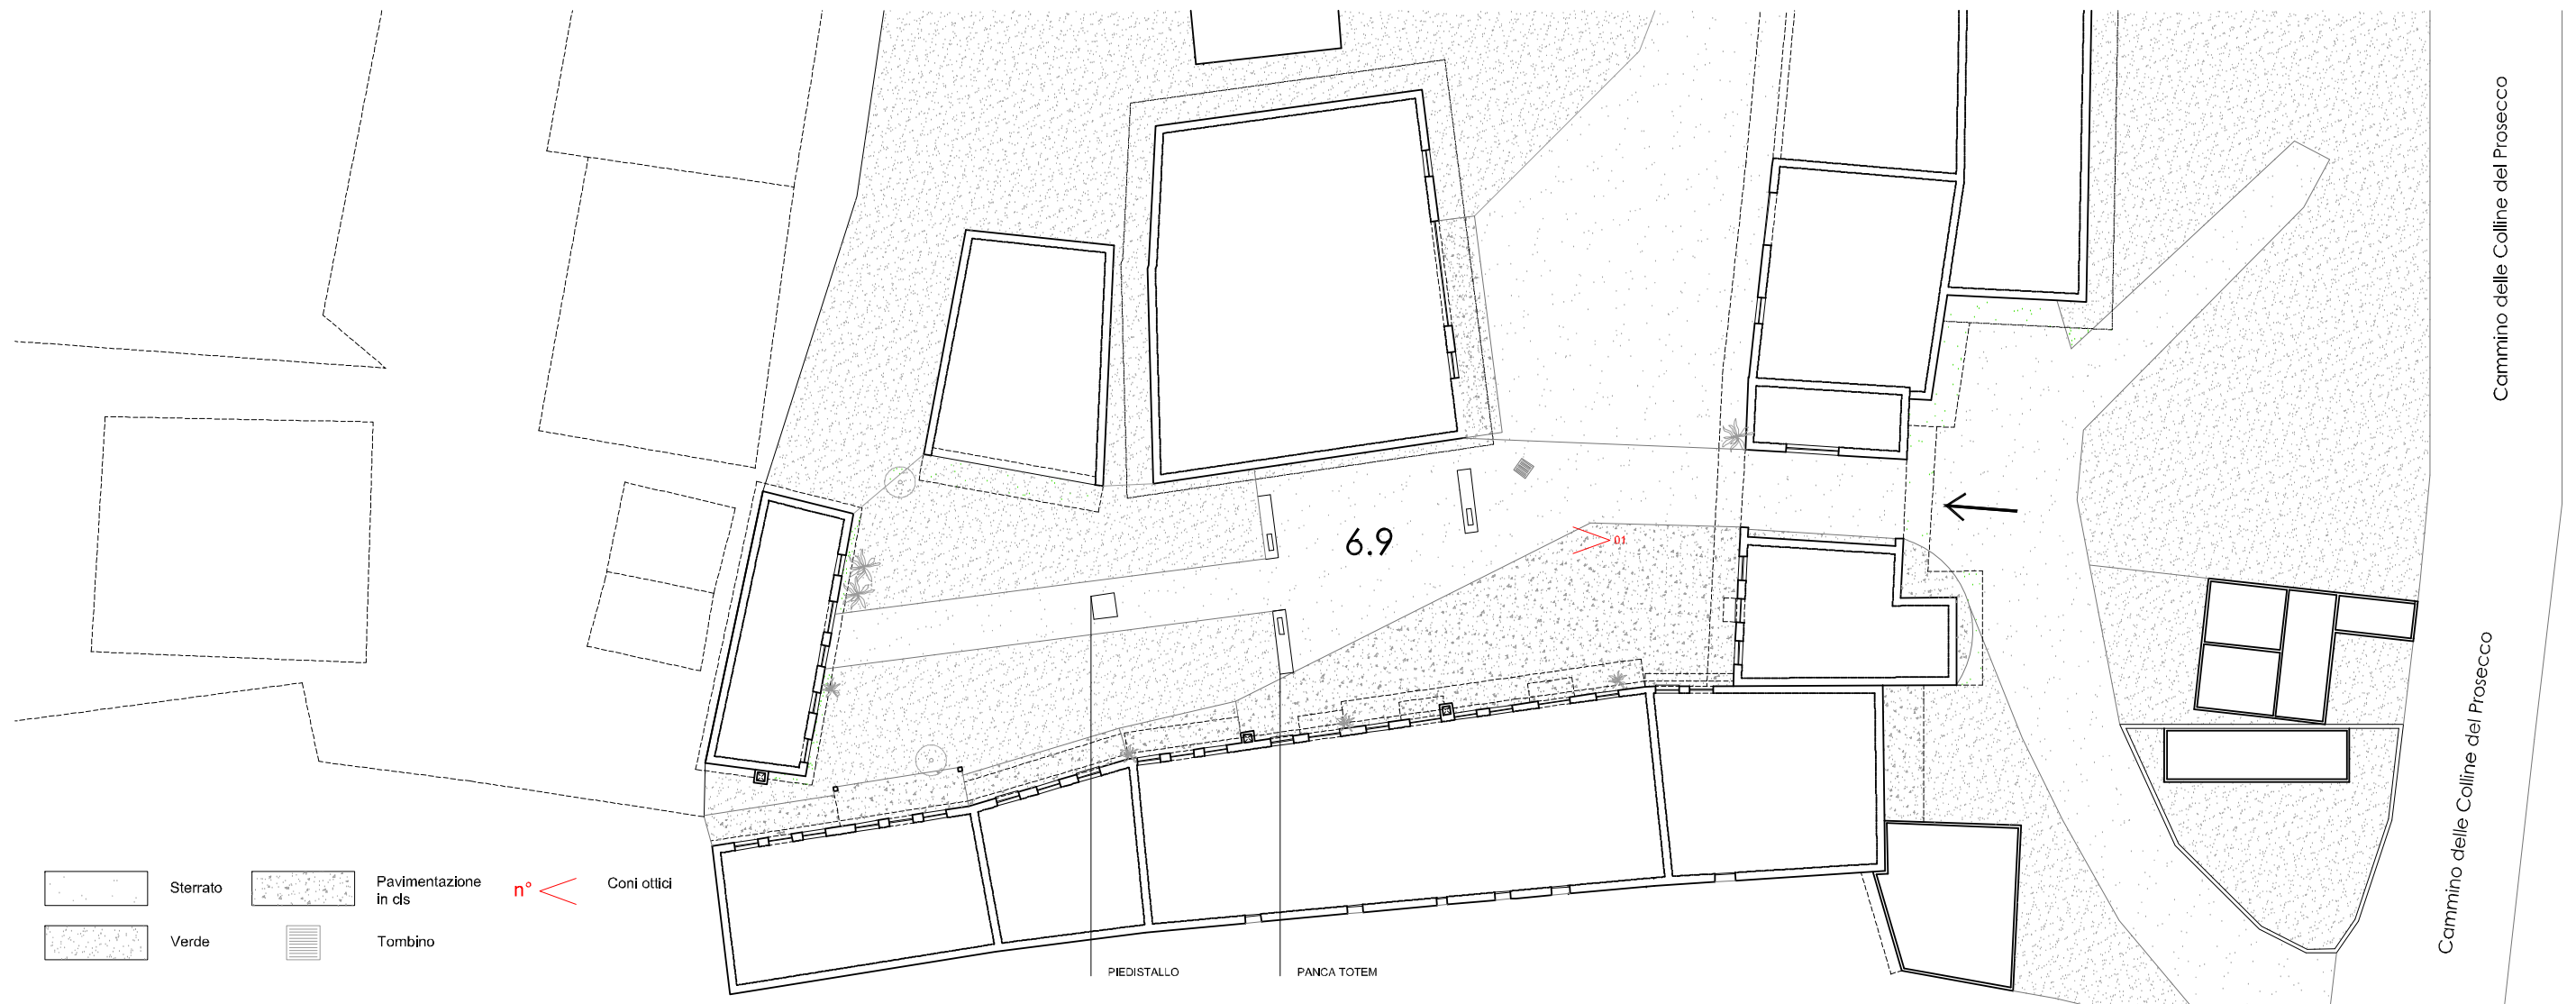 Cammino delle Colline del Prosecco
6.9
01
Cammino delle Colline del Prosecco
Sterrato
Pavimentazione
in cls
n°
Coni ottici
Verde
Tombino
PIEDISTALLO
PANCA TOTEM